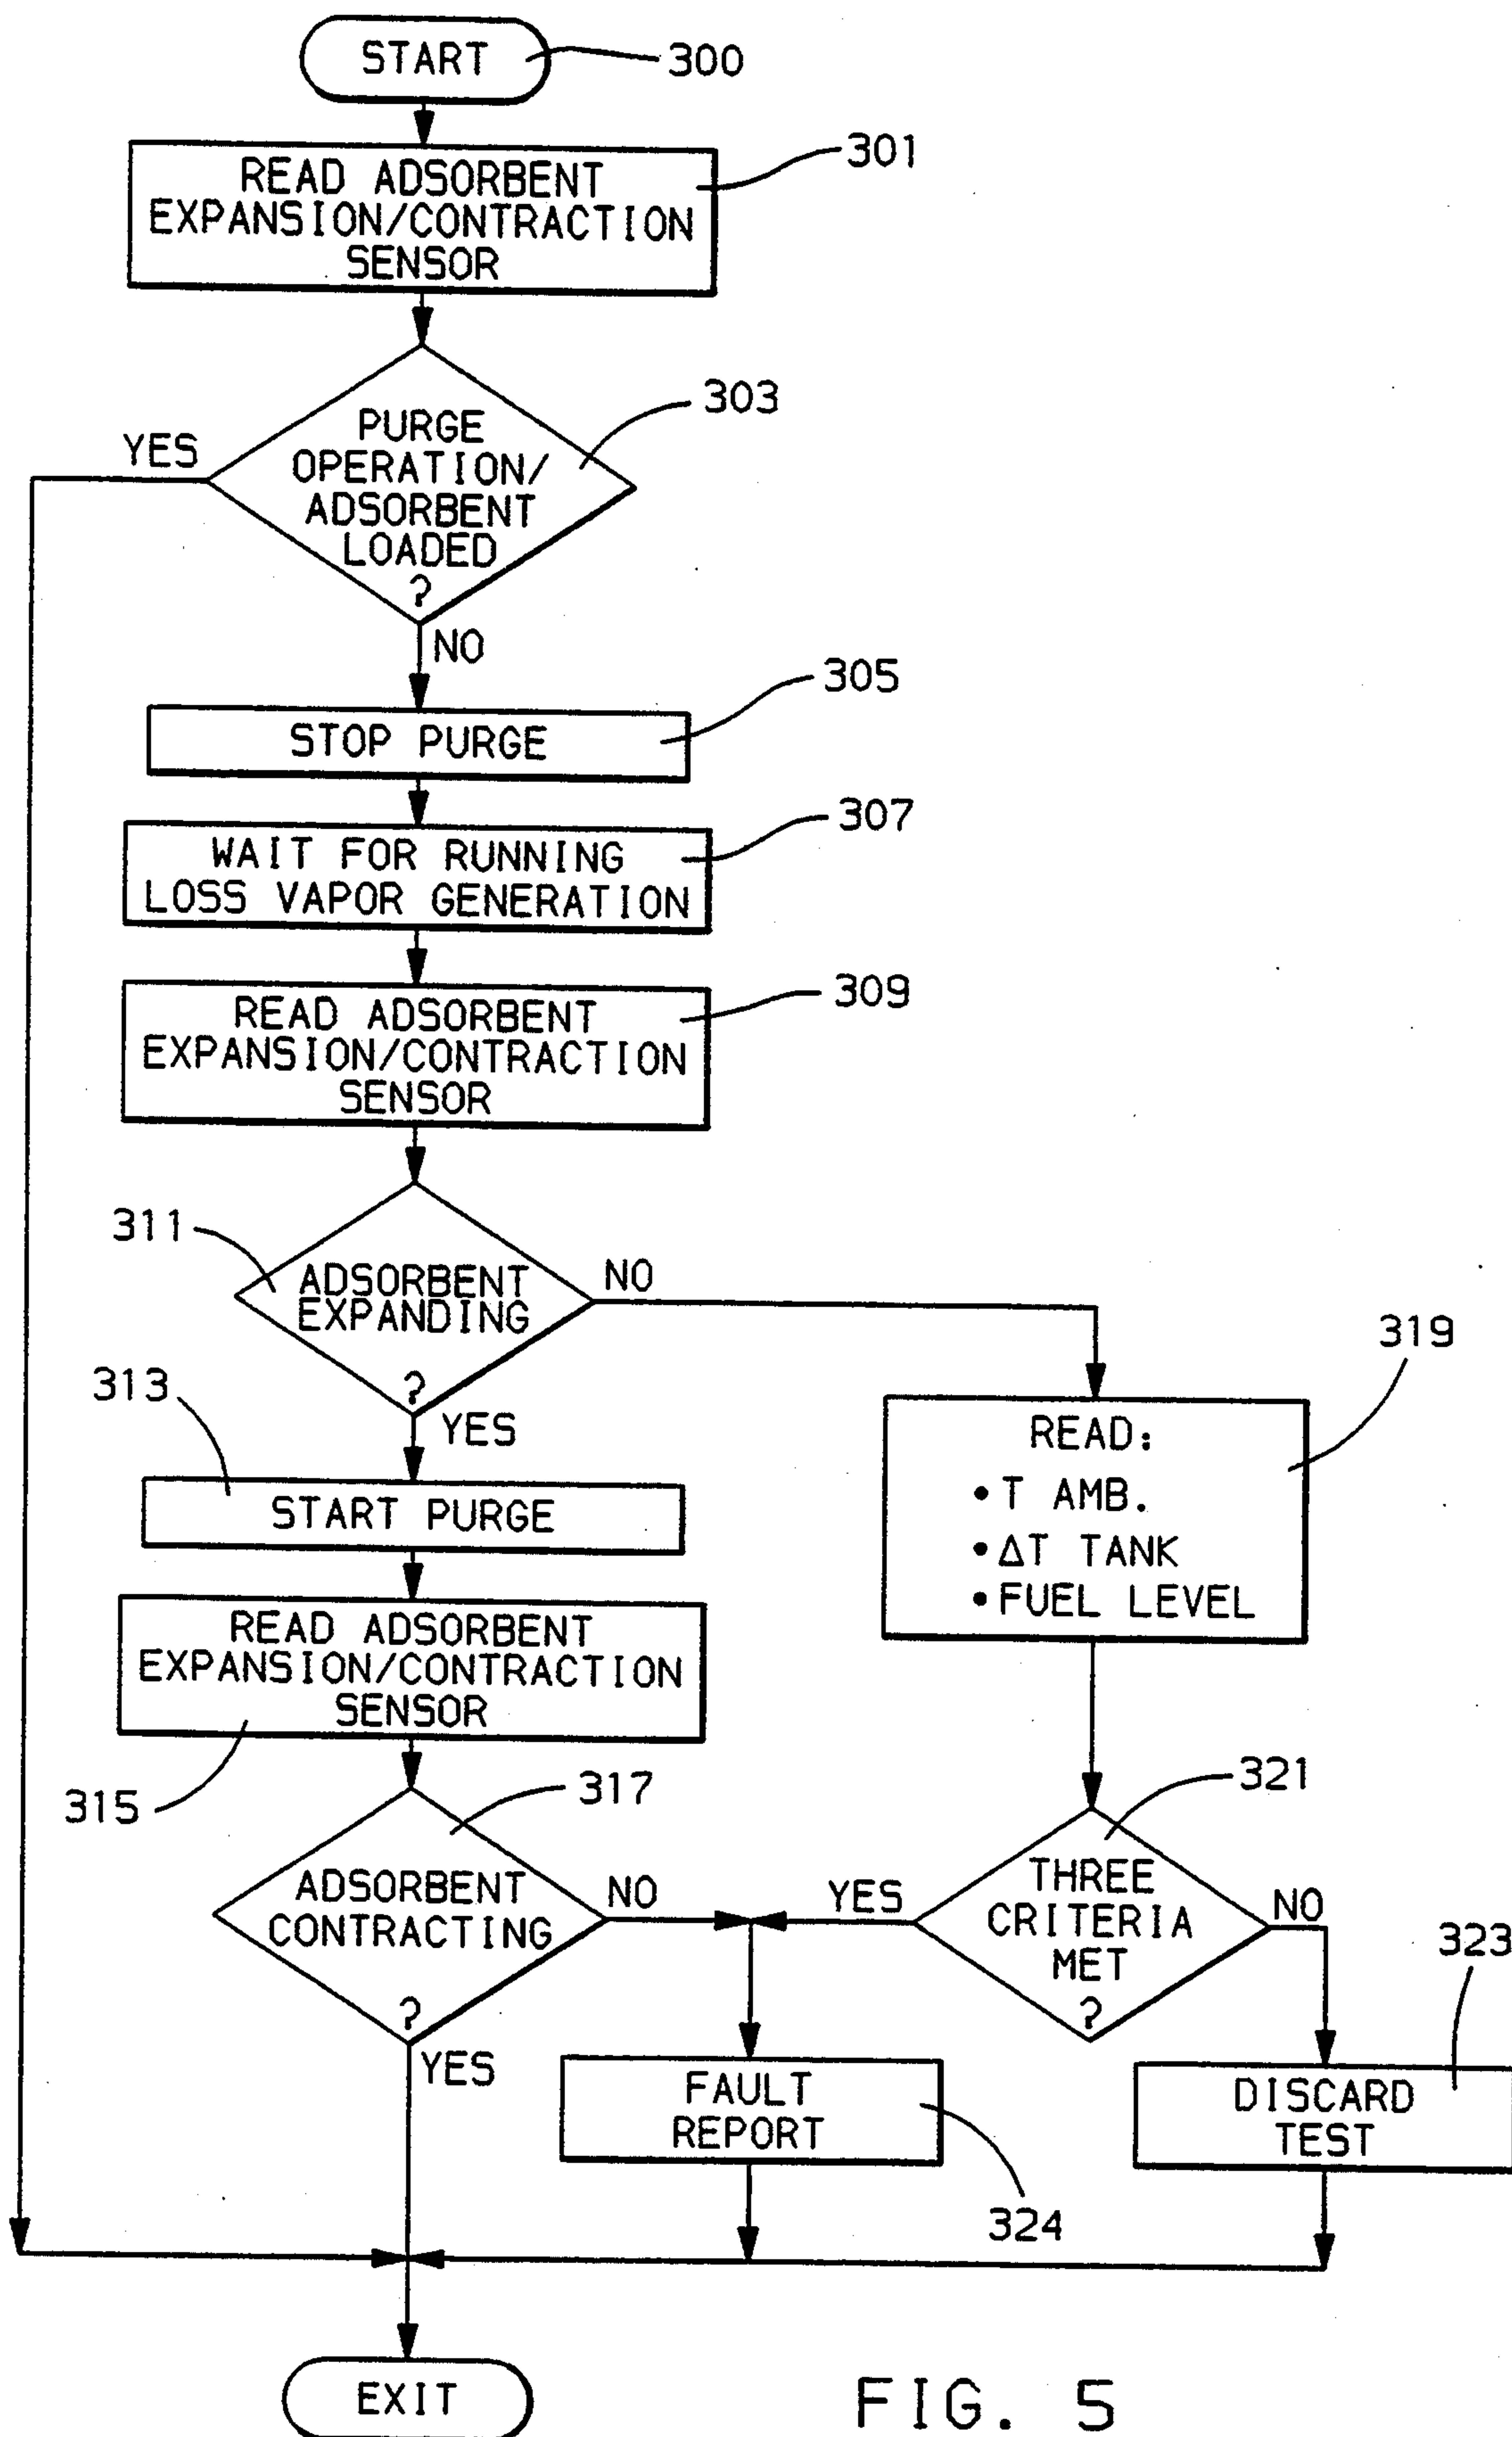 START
300
READ ADSORBENT
EXPANSION/CONTRACTION
SENSOR
301
PURGE
OPERATION/
ADSORBENT
LOADED
?
303
YES
NO
STOP PURGE
305
WAIT FOR RUNNING
LOSS VAPOR GENERATION
307
READ ADSORBENT
EXPANSION/CONTRACTION
SENSOR
309
311
ADSORBENT
EXPANDING
?
NO
YES
313
START PURGE
READ ADSORBENT
EXPANSION/CONTRACTION
SENSOR
315
317
ADSORBENT
CONTRACTING
?
NO
YES
319
READ:
• T AMB.
• ΔT TANK
• FUEL LEVEL
321
THREE
CRITERIA
MET
?
YES
NO
323
FAULT
REPORT
324
DISCARD
TEST
EXIT
FIG. 5